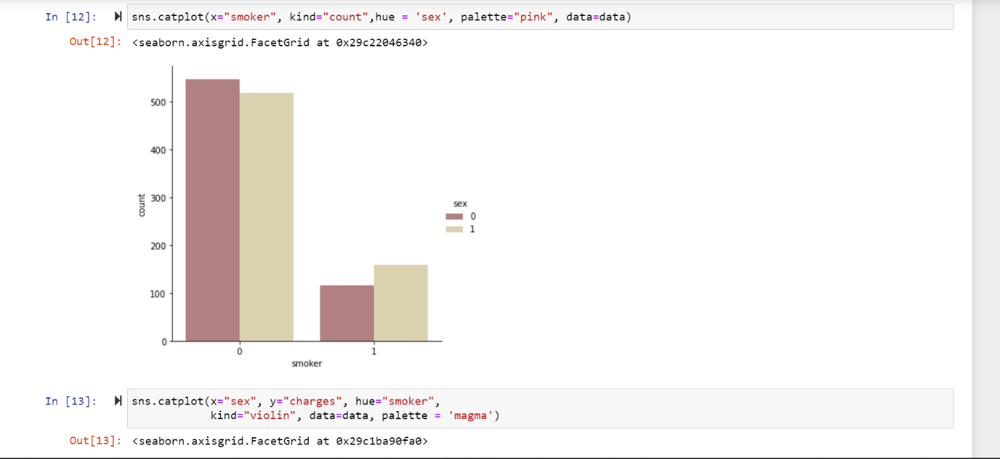 In [12]: sns.catplot(x="smoker", kind="count",hue = 'sex', palette="pink", data=data)
Out[12]: <seaborn.axisgrid.FacetGrid at 0x29c22046340>
500
400
300
200
100
0
count
0 1
smoker
sex
0
1
In [13]: sns.catplot(x="sex", y="charges", hue="smoker",
kind="violin", data=data, palette = 'magma')
Out[13]: <seaborn.axisgrid.FacetGrid at 0x29c1ba90fa0>